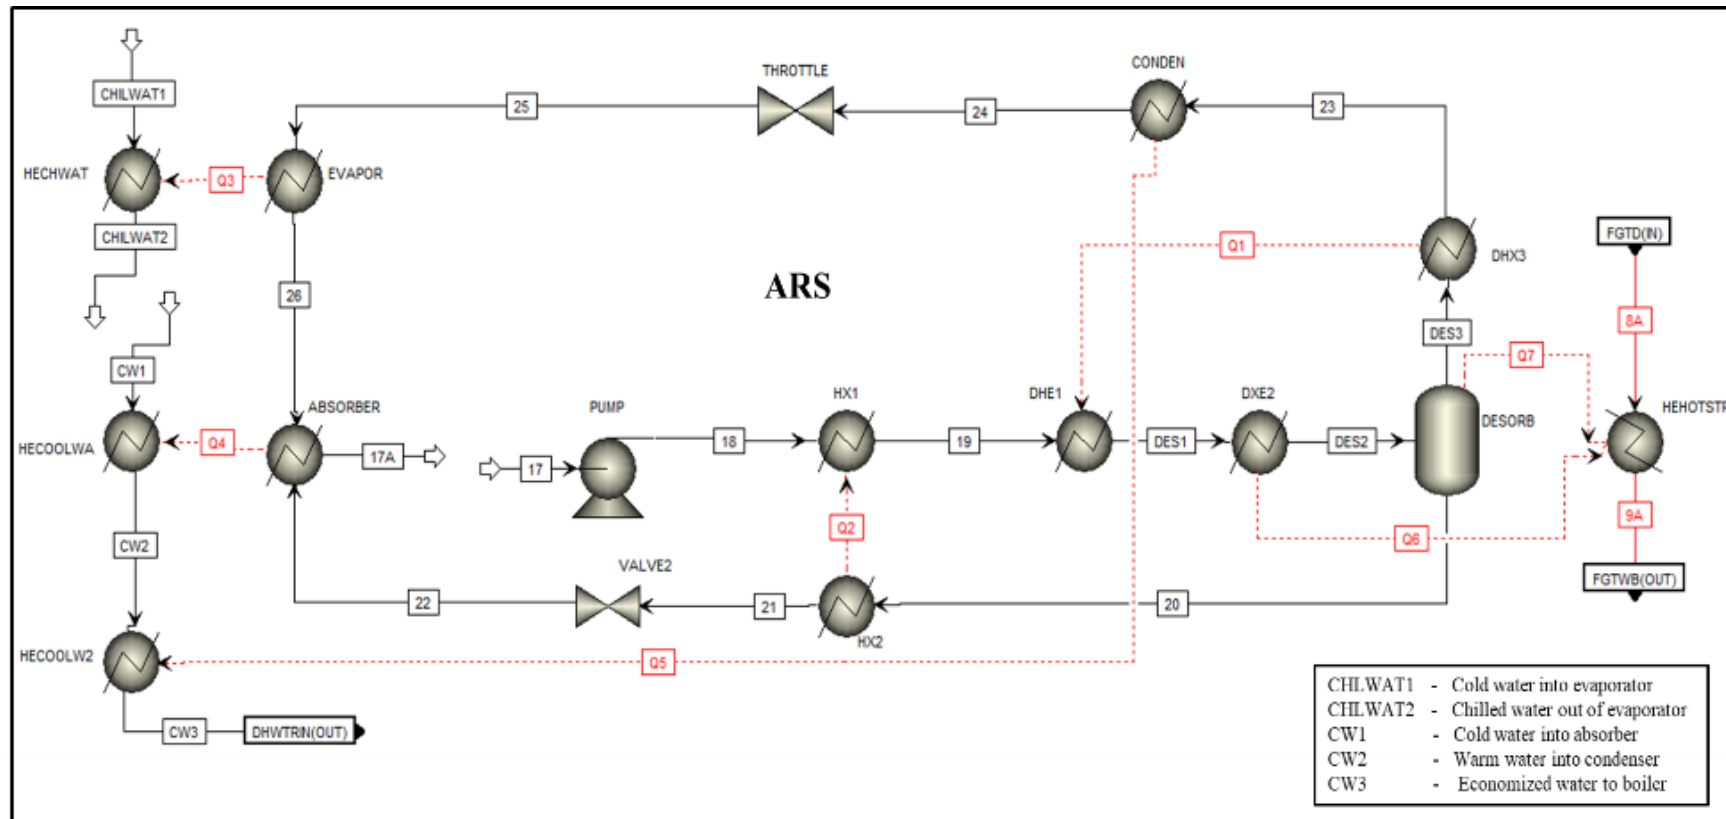 CONDEN
THROTTLE
CHILWAT1
25
24
23
HECHWAT
Q3
EVAPOR
CHILWAT2
Q1
DHX3
FGTD(IN)
ARS
26
8A
DES3
Q7
CW1
HX1
DHE1
DXE2
ABSORBER
PUMP
HEHOTSTR
DESORB
HECOOLWA
Q4
17A
17
18
19
DES1
DES2
9A
Q2
Q6
CW2
VALVE2
FGTWB(OUT)
22
21
20
HX2
HECOOLW2
Q5
CW3
DHWTRIN(OUT)
CHLWAT1 - Cold water into evaporator
CHLWAT2 - Chilled water out of evaporator
CW1 - Cold water into absorber
CW2 - Warm water into condenser
CW3 - Economized water to boiler